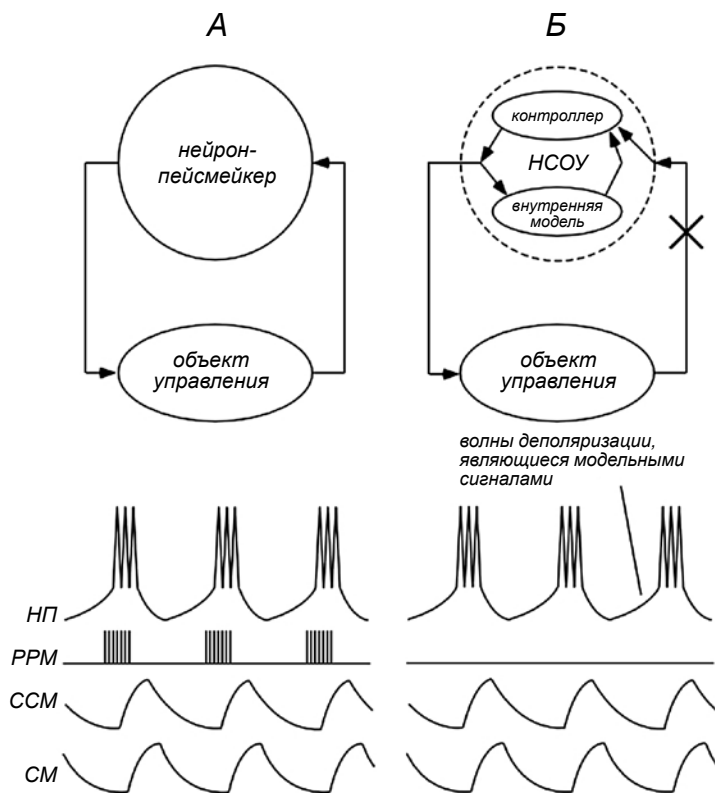 А
Б
нейрон-
пейсмейкер
контроллер
НСОУ
внутренняя
модель
объект
управления
объект
управления
волны деполяризации,
являющиеся модельными
сигналами
НП
РРМ
ССМ
СМ